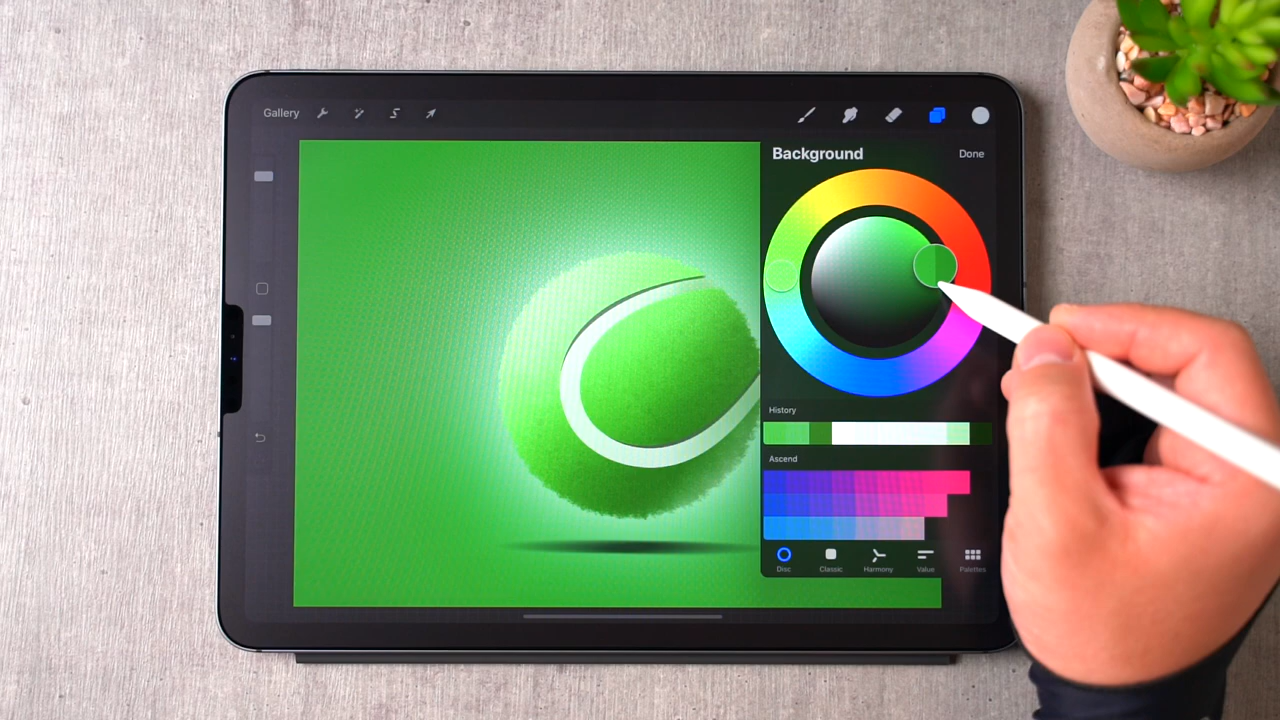 Gallery
Background
Done
History
Ascend
Disc
Classic
Harmony
Value
Palettes